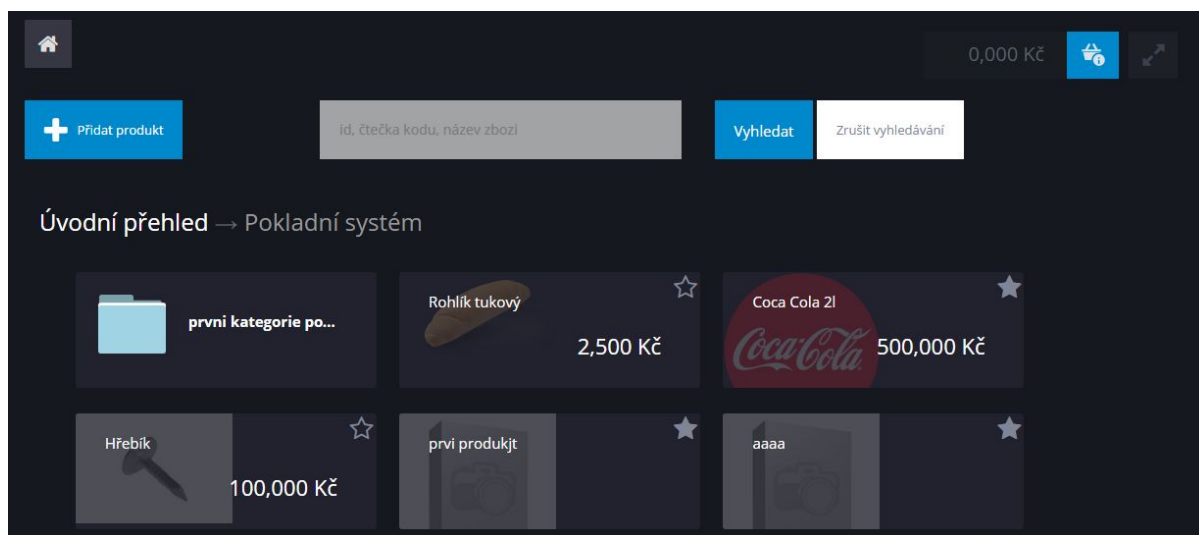 0,000 Kč
Přidat produkt
id, čtečka kodu, název zbozi
Vyhledat
Zrušit vyhledávání
Úvodní přehled → Pokladní systém
prvni kategorie po...
Rohlík tukový
2,500 Kč
Coca Cola 2l
Coca-Cola
500,000 Kč
Hřebík
100,000 Kč
prvi produkjt
aaaa